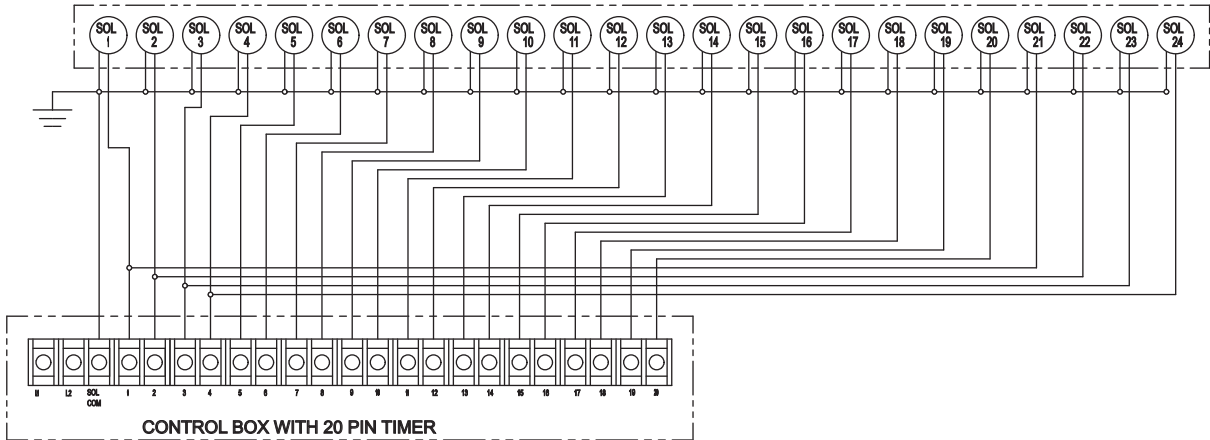 SOL 1
SOL 2
SOL 3
SOL 4
SOL 5
SOL 6
SOL 7
SOL 8
SOL 9
SOL 10
SOL 11
SOL 12
SOL 13
SOL 14
SOL 15
SOL 16
SOL 17
SOL 18
SOL 19
SOL 20
SOL 21
SOL 22
SOL 23
SOL 24
L2
SOL
COM
1
2
3
4
5
6
7
8
9
10
11
12
13
14
15
16
17
18
19
20
CONTROL BOX WITH 20 PIN TIMER